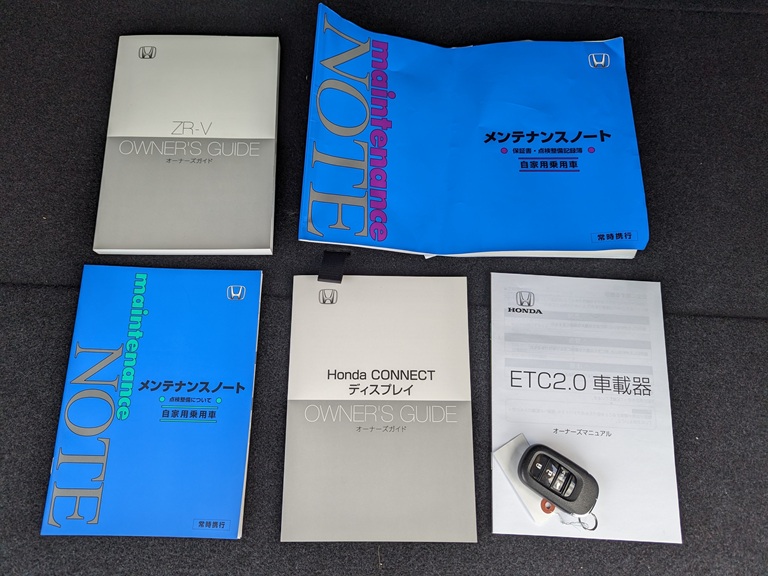 ZR-V
OWNER'S GUIDE
オーナーズガイド
maintenance
NOTE
メンテナンスノート
保証書・点検整備記録簿
自家用乗用車
常時携行
maintenance
NOTE
メンテナンスノート
点検整備について
自家用乗用車
常時携行
Honda CONNECT
ディスプレイ
OWNER'S GUIDE
オーナーズガイド
HONDA
ETC2.0 車載器
オーナーズマニュアル